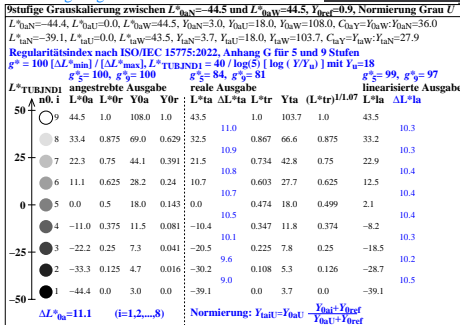 9stufige Grauskalierung zwischen L*0aN=−44.5 und L*0aW=44.5, Y0ref=0.9, Normierung Grau U
L*0aN=−44.4, L*0aU=0.0, L*0aW=44.5, Y0aN=3.0, Y0aU=18.0, Y0aW=108.0, C0aY=Y0aW:Y0aN=36.0
L*taN=−39.1, L*taU=0.0, L*taW=43.5, YtaN=3.7, YtaU=18.0, YtaW=103.7, CtaY=YtaW:YtaN=27.9
Regularitätsindex nach ISO/IEC 15775:2022, Anhang G für 5 und 9 Stufen
g* = 100 [ΔL*min] / [ΔL*max], L*TUBJND1 = 40 / log(5) [ log ( Y/Yu) ] mit Yu=18
g*5= 100, g*9= 100 g*5= 84, g*9= 81 g*5= 99, g*9= 97
L*TUBJND1 angestrebte Ausgabe reale Ausgabe linearisierte Ausgabe
n0. i L*0a L*0r Y0a Y0r L*ta ΔL*ta L*tr Yta (L*tr)1/1.07 L*la ΔL*la
50
9 44.5 1.0 108.0 1.0 43.5 1.0 103.7 1.0 43.5
11.0 10.3
8 33.4 0.874 69.0 0.629 32.5 0.867 66.6 0.875 33.2
10.9 10.3
7 22.3 0.75 44.1 0.391 21.5 0.734 42.8 0.75 22.9
10.8 10.4
6 11.1 0.625 28.2 0.24 10.7 0.603 27.7 0.625 12.5
10.7 10.4
0 5 0.0 0.5 18.0 0.143 0.0 0.474 18.0 0.499 2.1
10.5 10.3
4 −11.0 0.375 11.5 0.081 −10.4 0.347 11.8 0.374 −8.2
10.1 10.3
3 −22.2 0.25 7.3 0.041 −20.5 0.225 7.8 0.25 −18.5
9.6 10.2
2 −33.3 0.125 4.7 0.016 −30.2 0.108 5.3 0.126 −28.7
9.0 10.5
1 −44.4 0.0 3.0 0.0 −39.1 0.0 3.7 0.0 −39.1
−50
ΔL*0a=11.1 (i=1,2,...,8) Normierung: YtaiU=Y0aU Y0ai+Y0ref
Y0aU+Y0ref